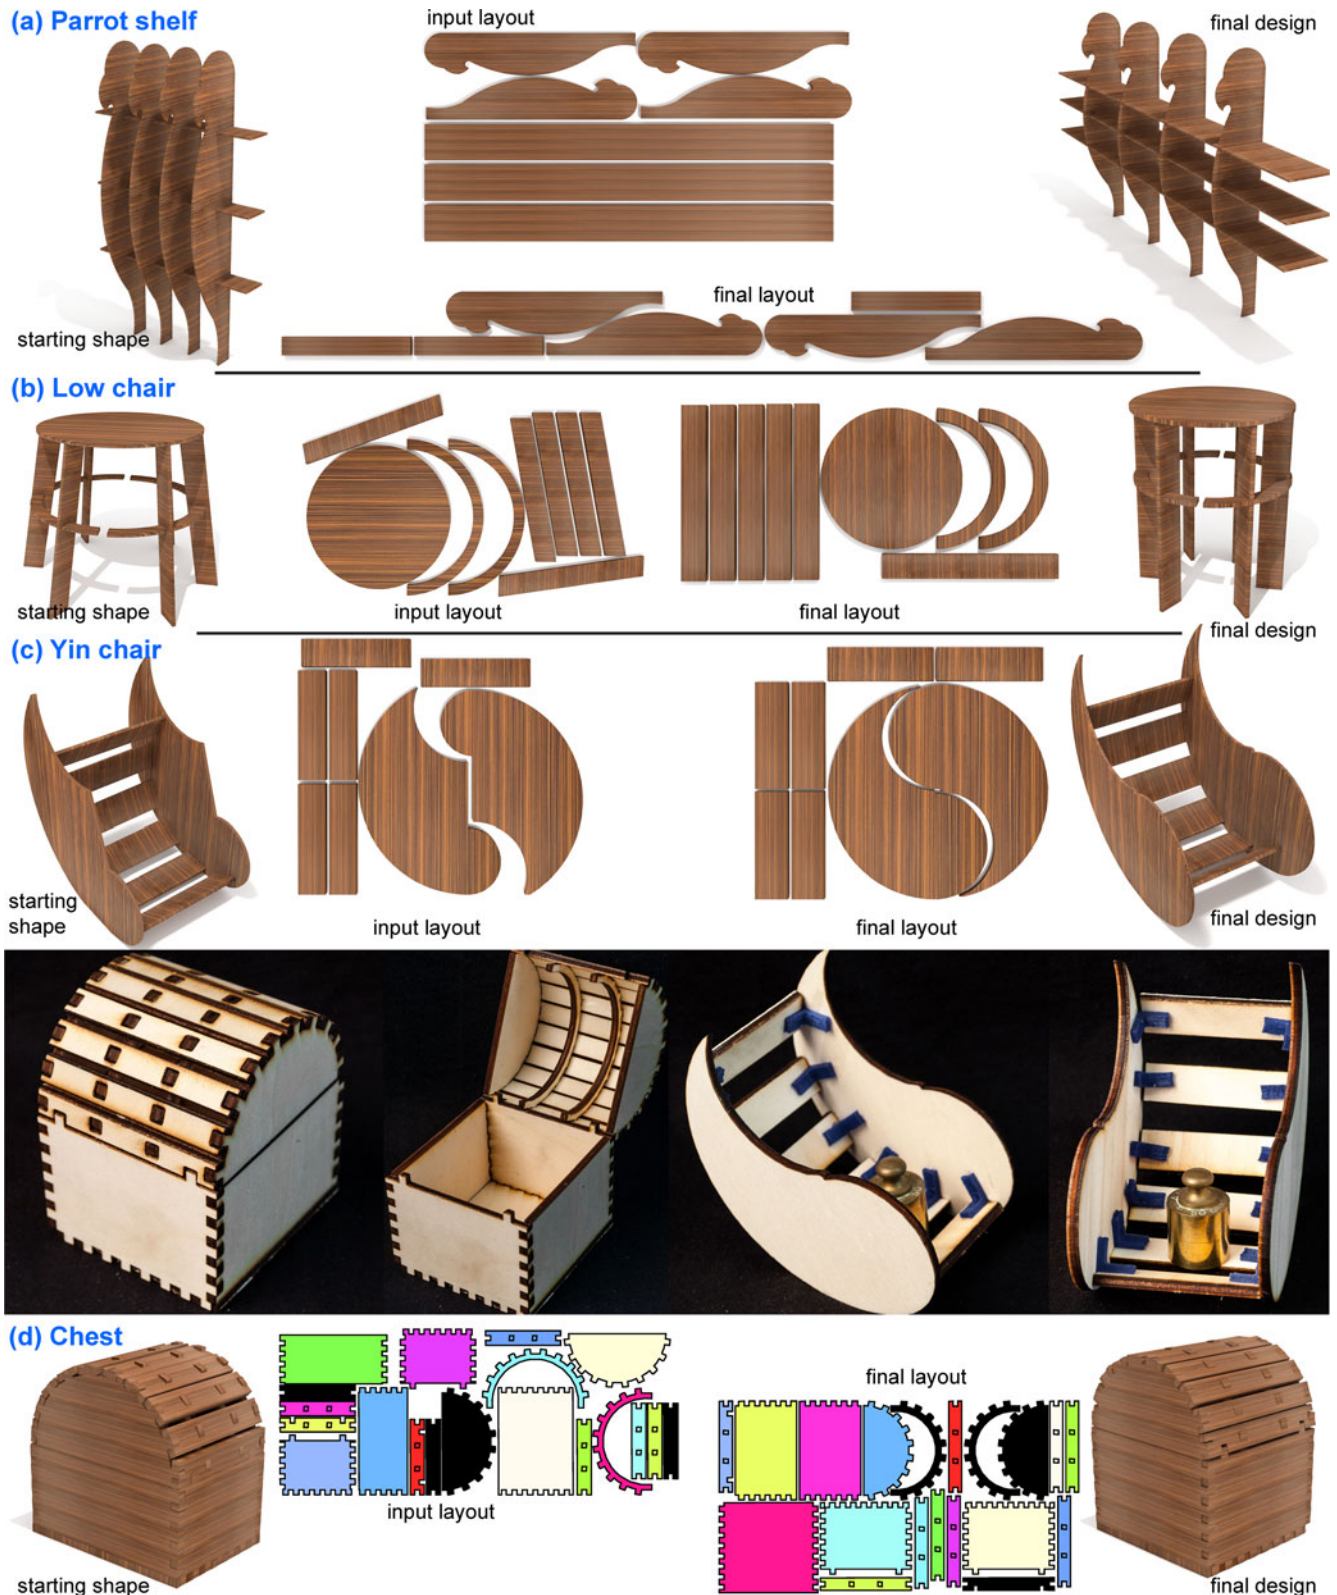 (a) Parrot shelf
input layout
final design
final layout
starting shape
(b) Low chair
starting shape
input layout
final layout
final design
(c) Yin chair
starting
shape
input layout
final layout
final design
(d) Chest
final layout
input layout
starting shape
final design